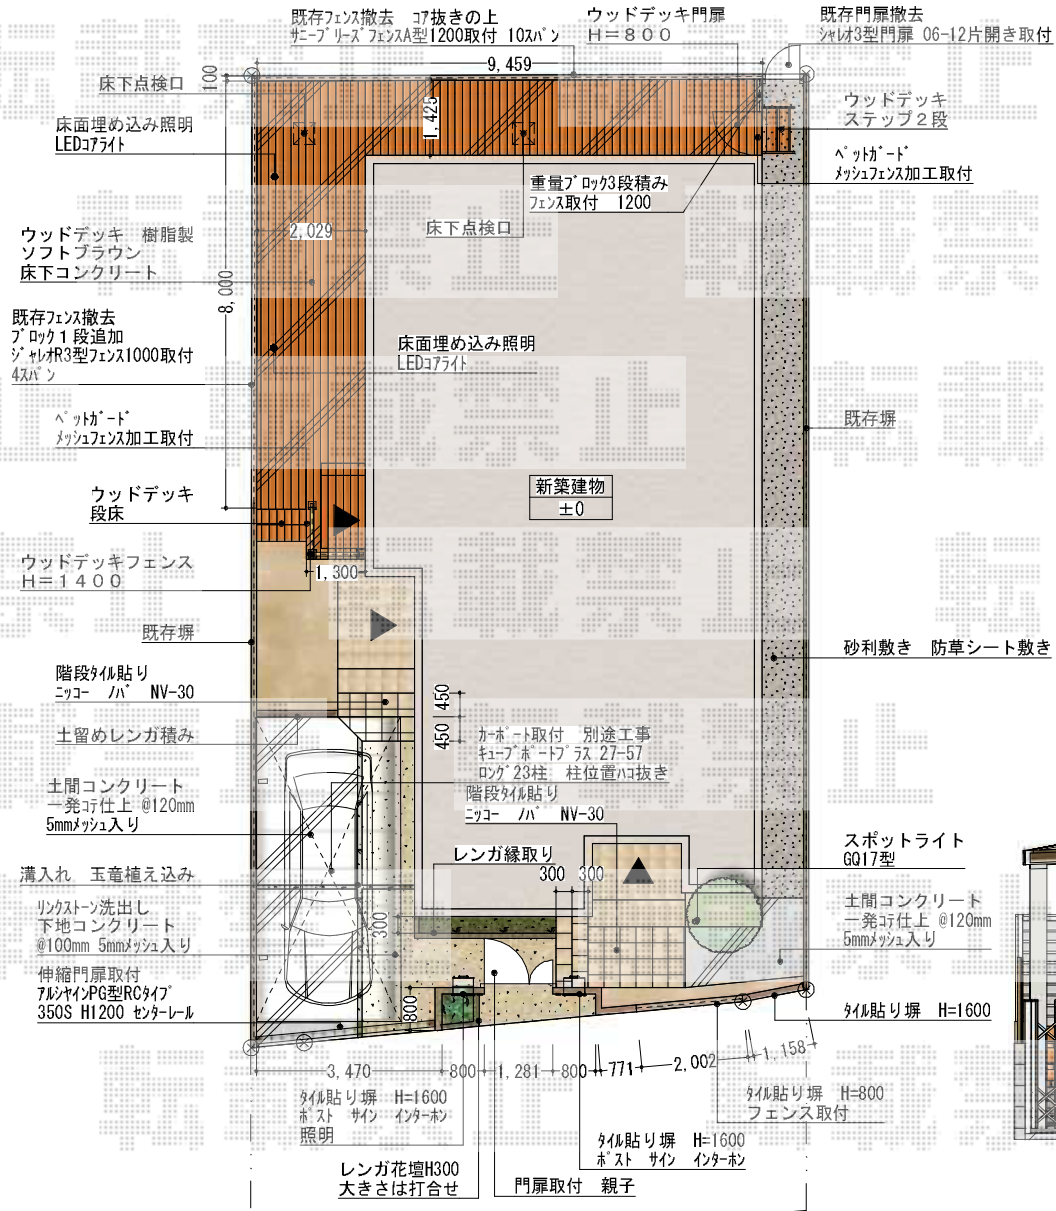 既存フェンス撤去　コア抜きの上
サニーブリーズフェンスA型1200取付 10スパン
ウッドデッキ門扉
H=800
既存門扉撤去
シャレオ3型門扉 06-12片開き取付
9,459
100
床下点検口
1,425
ウッドデッキ
ステップ2段
床面埋め込み照明
LEDコアライト
ペットガード
メッシュフェンス加工取付
重量ブロック3段積み
フェンス取付 1200
2,029
床下点検口
ウッドデッキ 樹脂製
ソフトブラウン
床下コンクリート
8,000
既存フェンス撤去
ブロック1段追加
ジャレオR3型フェンス1000取付
4スパン
床面埋め込み照明
LEDコアライト
ペットガード
メッシュフェンス加工取付
既存塀
ウッドデッキ
段床
新築建物
±0
ウッドデッキフェンス
H=1400
1,300
既存塀
砂利敷き 防草シート敷き
階段タイル貼り
ニッコー ノバ NV-30
450
450
土留めレンガ積み
カーポート取付 別途工事
キューブポートプラス 27-57
ロング23柱 柱位置ハコ抜き
土間コンクリート
一発コテ仕上 @120mm
5mmメッシュ入り
階段タイル貼り
ニッコー ノバ NV-30
スポットライト
GQ17型
レンガ縁取り
溝入れ 玉竜植え込み
300 300
リンクストーン洗出し
下地コンクリート
@100mm 5mmメッシュ入り
300
土間コンクリート
一発コテ仕上 @120mm
5mmメッシュ入り
伸縮門扉取付
アルシャインPG型RCタイプ
350S H1200 センターレール
800
タイル貼り塀 H=1600
3,470
800
1,281
800
771
2,002
1,158
タイル貼り塀 H=1600
ポスト サイン インターホン
照明
タイル貼り塀 H=800
フェンス取付
タイル貼り塀 H=1600
ポスト サイン インターホン
レンガ花壇H300
大きさは打合せ
門扉取付 親子
転載禁止